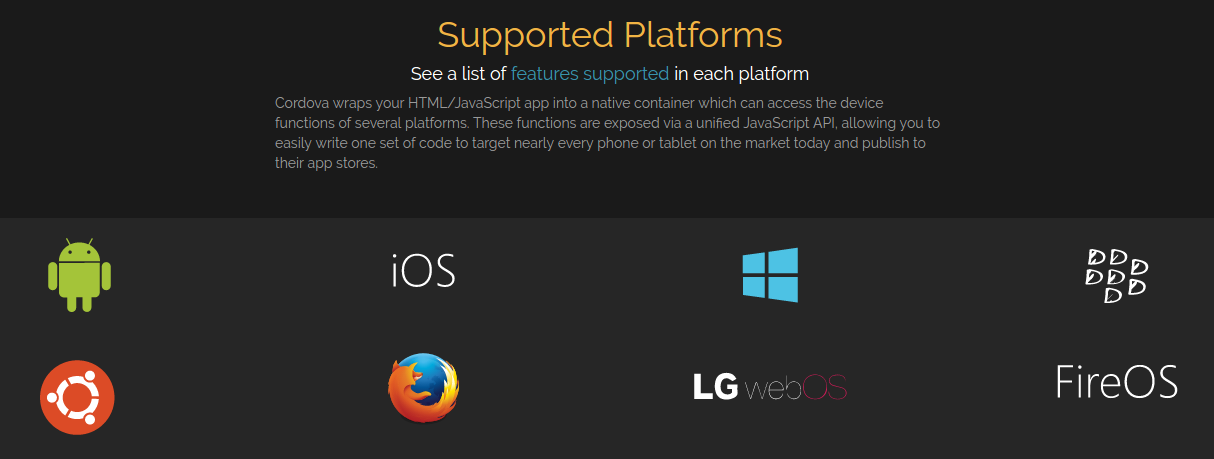 Supported Platforms
See a list of features supported in each platform
Cordova wraps your HTML/JavaScript app into a native container which can access the device
functions of several platforms. These functions are exposed via a unified JavaScript API, allowing you to
easily write one set of code to target nearly every phone or tablet on the market today and publish to
their app stores.
iOS
LG webOS
FireOS